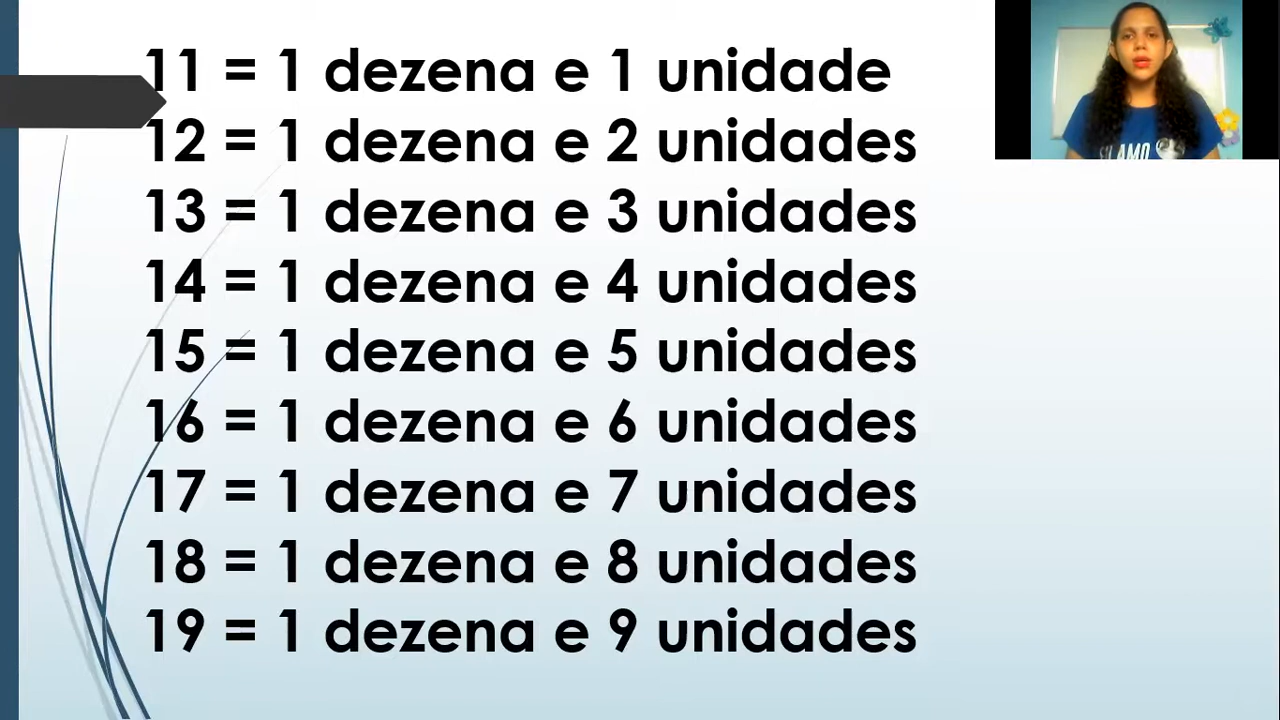 11 = 1 dezena e 1 unidade
12 = 1 dezena e 2 unidades
13 = 1 dezena e 3 unidades
14 = 1 dezena e 4 unidades
15 = 1 dezena e 5 unidades
16 = 1 dezena e 6 unidades
17 = 1 dezena e 7 unidades
18 = 1 dezena e 8 unidades
19 = 1 dezena e 9 unidades